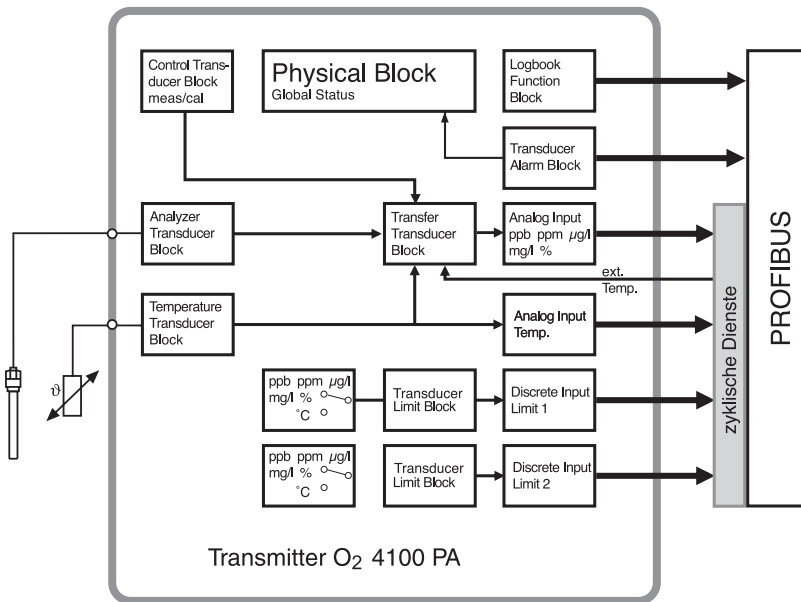 Control Trans-
ducer Block
meas/cal
Physical Block
Global Status
Logbook
Function
Block
Transducer
Alarm Block
Analyzer
Transducer
Block
Transfer
Transducer
Block
Analog Input
ppb ppm µg/l
mg/l %
ext.
Temp.
Temperature
Transducer
Block
Analog Input
Temp.
ϑ
ppb ppm µg/l
mg/l %
°C
Transducer
Limit Block
Discrete Input
Limit 1
ppb ppm µg/l
mg/l %
°C
Transducer
Limit Block
Discrete Input
Limit 2
zyklische Dienste
PROFIBUS
Transmitter O₂ 4100 PA